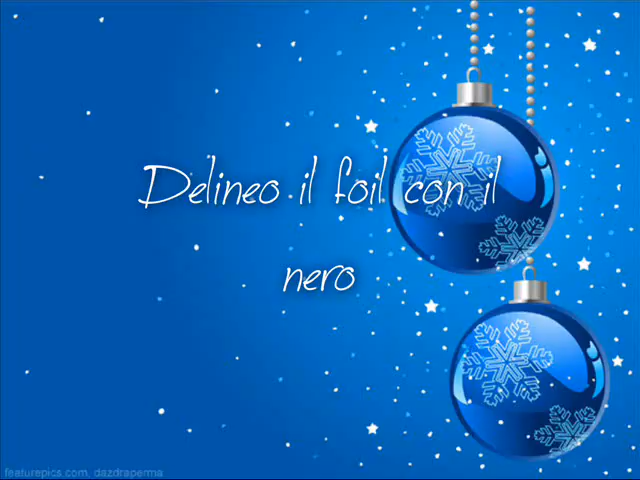 Delineo il foil con il
nero
featurepics.com, dazdraperma